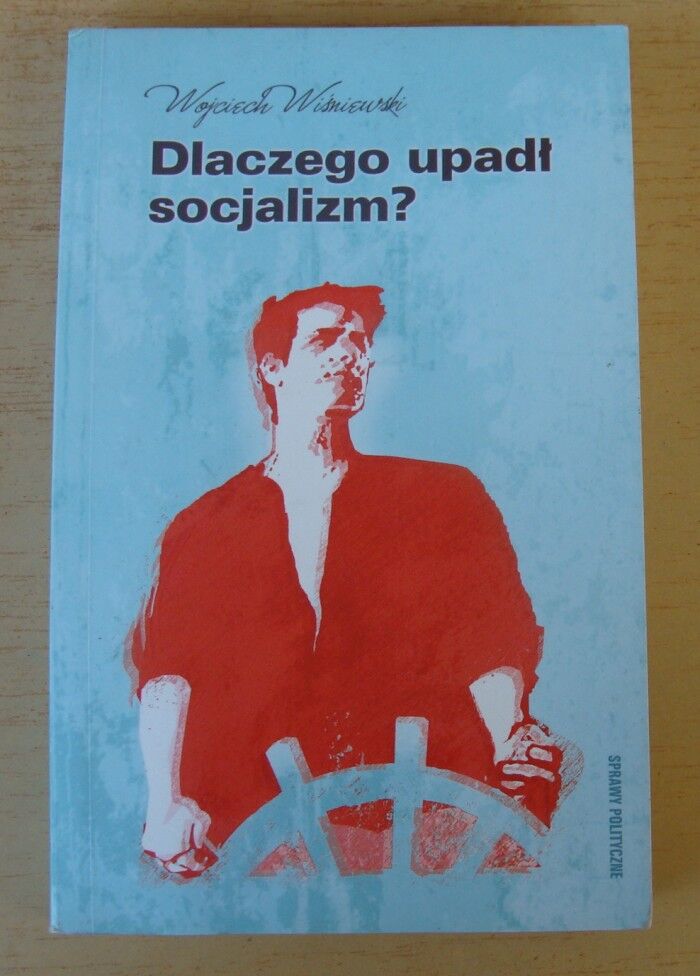 Wojciech Wiśniewski
Dlaczego upadł
socjalizm?
SPRAWY POLITYCZNE